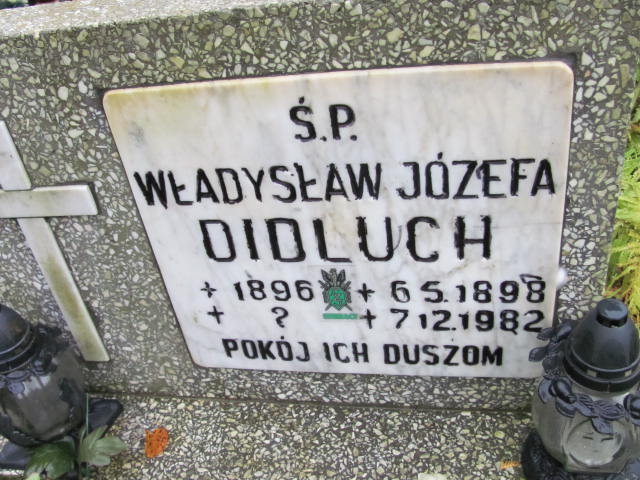 Ś.P.
WŁADYSŁAW JÓZEFA
DIDLUCH
+ 1896 + 6 5.1898
+ ? + 7 12.1982
POKÓJ ICH DUSZOM